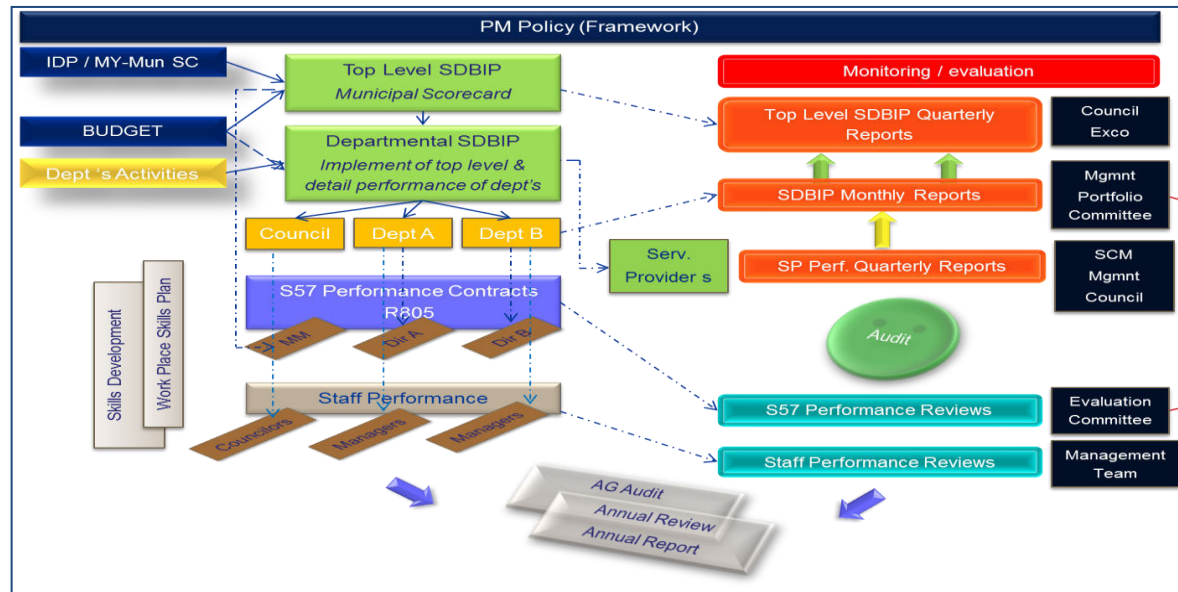 PM Policy (Framework)
IDP / MY-Mun SC
BUDGET
Dept 's Activities
Top Level SDBIP
Municipal Scorecard
Departmental SDBIP
Implement of top level &
detail performance of dept's
Council
Dept A
Dept B
Serv.
Provider s
S57 Performance Contracts
R805
MM
Dir A
Dir B
Staff Performance
Councilors
Managers
Managers
Skills Development
Work Place Skills Plan
Monitoring / evaluation
Top Level SDBIP Quarterly
Reports
Council
Exco
SDBIP Monthly Reports
Mgmnt
Portfolio
Committee
SP Perf. Quarterly Reports
SCM
Mgmnt
Council
Audit
S57 Performance Reviews
Evaluation
Committee
Staff Performance Reviews
Management
Team
AG Audit
Annual Review
Annual Report